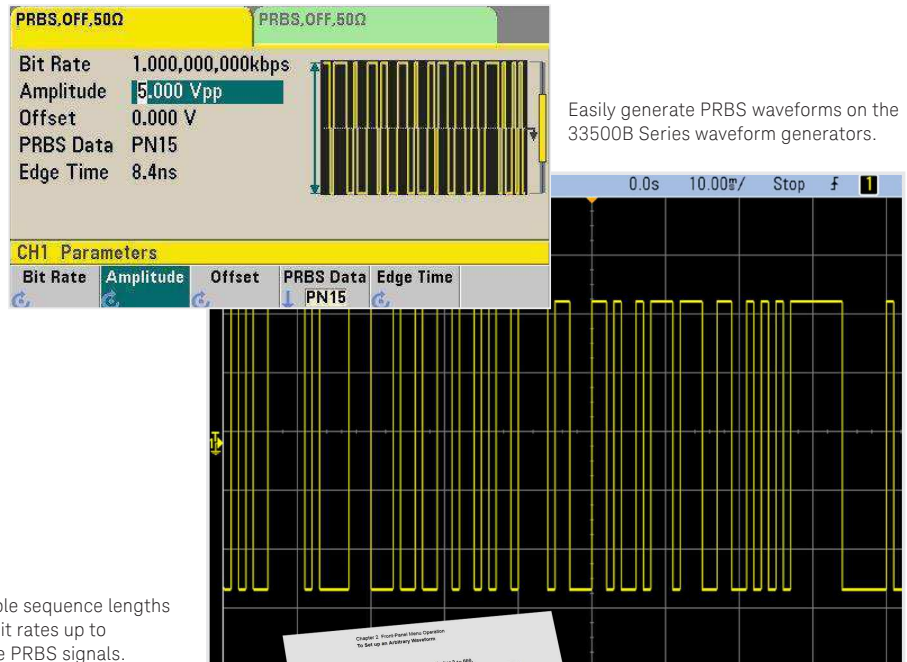 PRBS,OFF,50Ω
PRBS,OFF,50Ω
Bit Rate 1.000,000,000kbps
Amplitude 5.000 Vpp
Offset 0.000 V
PRBS Data PN15
Edge Time 8.4ns
CH1 Parameters
Bit Rate Amplitude Offset PRBS Data Edge Time
PN15
Easily generate PRBS waveforms on the
33500B Series waveform generators.
0.0s 10.00 Stop 1
sequence lengths
rates up to
PRBS signals.
Chapter 2 Front-Panel Menu Operation
To Set up an Arbitrary Waveform